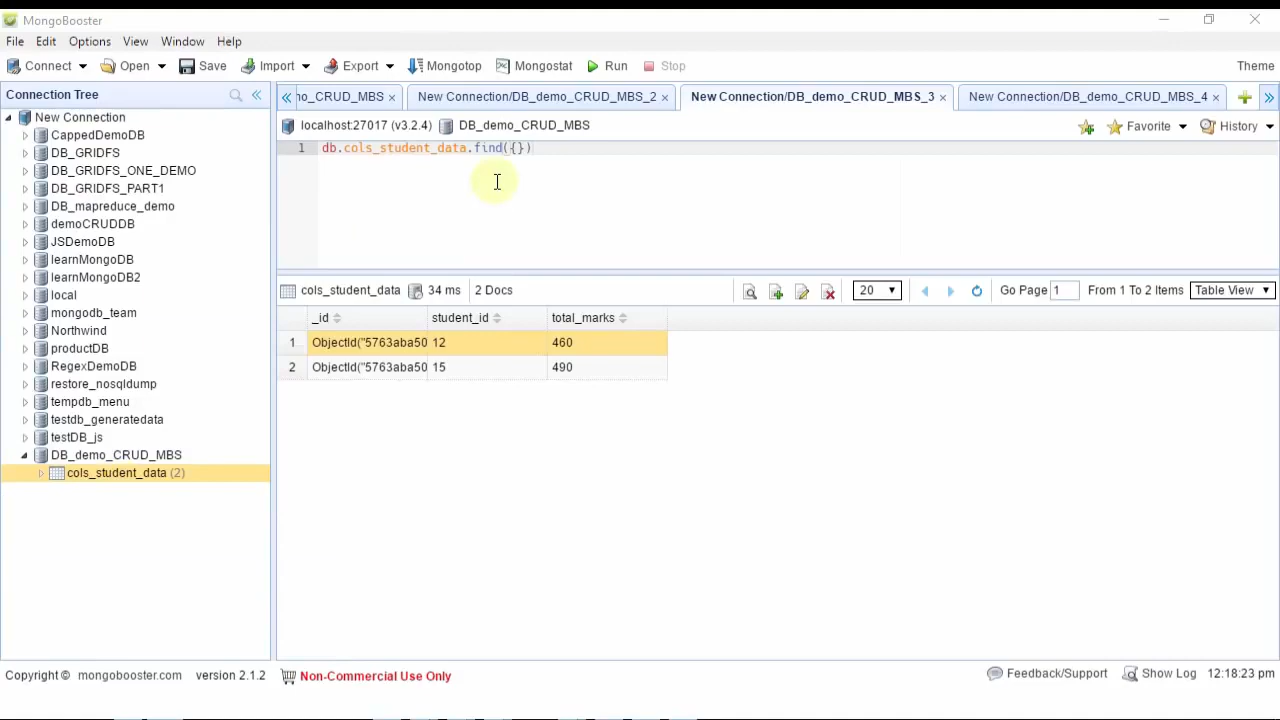 MongoBooster
File Edit Options View Window Help
Connect Open Save Import Export Mongotop Mongostat Run Stop Theme
Connection Tree
New Connection
CappedDemoDB
DB_GRIDFS
DB_GRIDFS_ONE_DEMO
DB_GRIDFS_PART1
DB_mapreduce_demo
demoCRUDDB
JSDemoDB
learnMongoDB
learnMongoDB2
local
mongodb_team
Northwind
productDB
RegexDemoDB
restore_nosqldump
tempdb_menu
testdb_generatedata
testDB_js
DB_demo_CRUD_MBS
cols_student_data (2)
no_CRUD_MBS × New Connection/DB_demo_CRUD_MBS_2 × New Connection/DB_demo_CRUD_MBS_3 × New Connection/DB_demo_CRUD_MBS_4 ×
localhost:27017 (v3.2.4) DB_demo_CRUD_MBS Favorite History
1 db.cols_student_data.find({})
cols_student_data 34 ms 2 Docs 20 Go Page 1 From 1 To 2 Items Table View
_id student_id total_marks
1 ObjectId("5763aba50 12 460
2 ObjectId("5763aba50 15 490
Copyright © mongobooster.com version 2.1.2 Non-Commercial Use Only Feedback/Support Show Log 12:18:23 pm